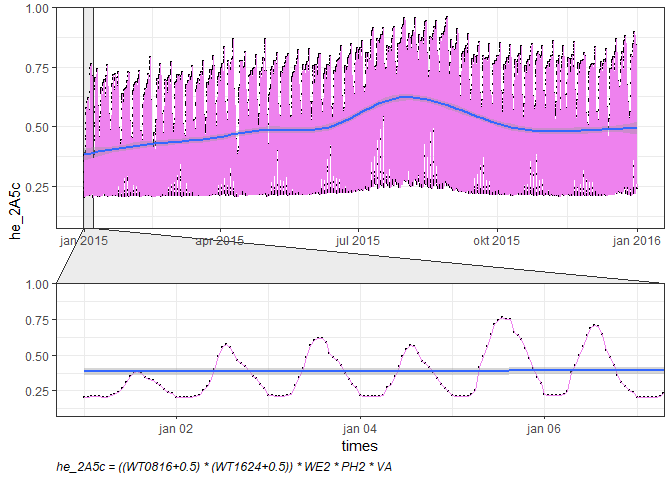 1.00
0.75
0.50
0.25
he_2A5c
jan 2015
apr 2015
jul 2015
okt 2015
jan 2016
1.00
0.75
0.50
0.25
jan 02
jan 04
jan 06
times
he_2A5c = ((WT0816+0.5) * (WT1624+0.5)) * WE2 * PH2 * VA